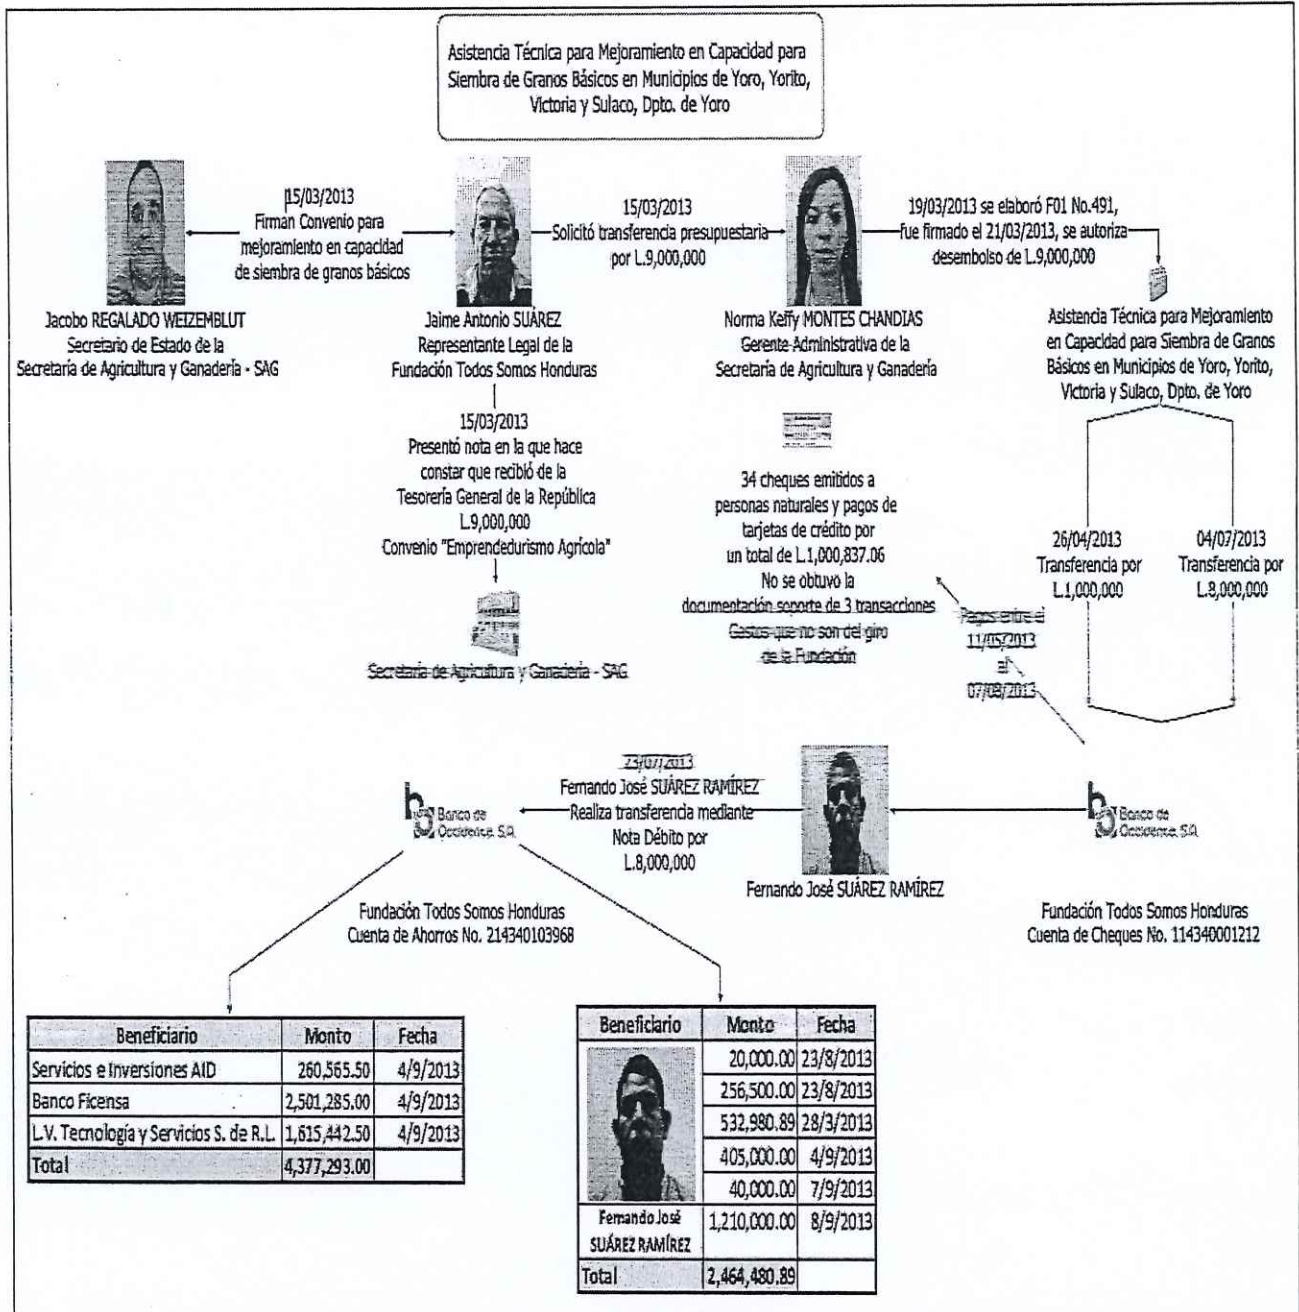 Asistencia Técnica para Mejoramiento en Capacidad para
Siembra de Granos Básicos en Municipios de Yoro, Yorito,
Victoria y Sulaco, Dpto. de Yoro
15/03/2013
Firman Convenio para
mejoramiento en capacidad
de siembra de granos básicos
15/03/2013
Solicitó transferencia presupuestaria
por L.9,000,000
19/03/2013 se elaboró F01 No.491,
fue firmado el 21/03/2013, se autoriza
desembolso de L.9,000,000
Jacobo REGALADO WEIZEMBLUT
Secretario de Estado de la
Secretaría de Agricultura y Ganadería - SAG
Jaime Antonio SUÁREZ
Representante Legal de la
Fundación Todos Somos Honduras
Norma Keffy MONTES CHANDIAS
Gerente Administrativa de la
Secretaría de Agricultura y Ganadería
Asistencia Técnica para Mejoramiento
en Capacidad para Siembra de Granos
Básicos en Municipios de Yoro, Yorito,
Victoria y Sulaco, Dpto. de Yoro
15/03/2013
Presentó nota en la que hace
constar que recibió de la
Tesorería General de la República
L.9,000,000
Convenio "Emprendedurismo Agrícola"
Secretaría de Agricultura y Ganadería - SAG
34 cheques emitidos a
personas naturales y pagos de
tarjetas de crédito por
un total de L.1,000,837.06
No se obtuvo la
documentación soporte de 3 transacciones
Gastos que no son del giro
de la Fundación
Pagos entre el
11/05/2013
al
07/08/2013
26/04/2013
Transferencia por
L.1,000,000
04/07/2013
Transferencia por
L.8,000,000
Banco de
Occidente, S.A.
23/07/2013
Fernando José SUÁREZ RAMÍREZ
Realiza transferencia mediante
Nota Débito por
L.8,000,000
Fernando José SUÁREZ RAMÍREZ
Banco de
Occidente, S.A.
Fundación Todos Somos Honduras
Cuenta de Ahorros No. 214340103968
Fundación Todos Somos Honduras
Cuenta de Cheques No. 114340001212
Beneficiario Monto Fecha
Servicios e Inversiones AID 260,565.50 4/9/2013
Banco Ficensa 2,501,285.00 4/9/2013
L.V. Tecnología y Servicios S. de R.L. 1,615,442.50 4/9/2013
Total 4,377,293.00
Beneficiario Monto Fecha
20,000.00 23/8/2013
256,500.00 23/8/2013
532,980.89 28/3/2013
405,000.00 4/9/2013
40,000.00 7/9/2013
Fernando José
SUÁREZ RAMÍREZ 1,210,000.00 8/9/2013
Total 2,464,480.89